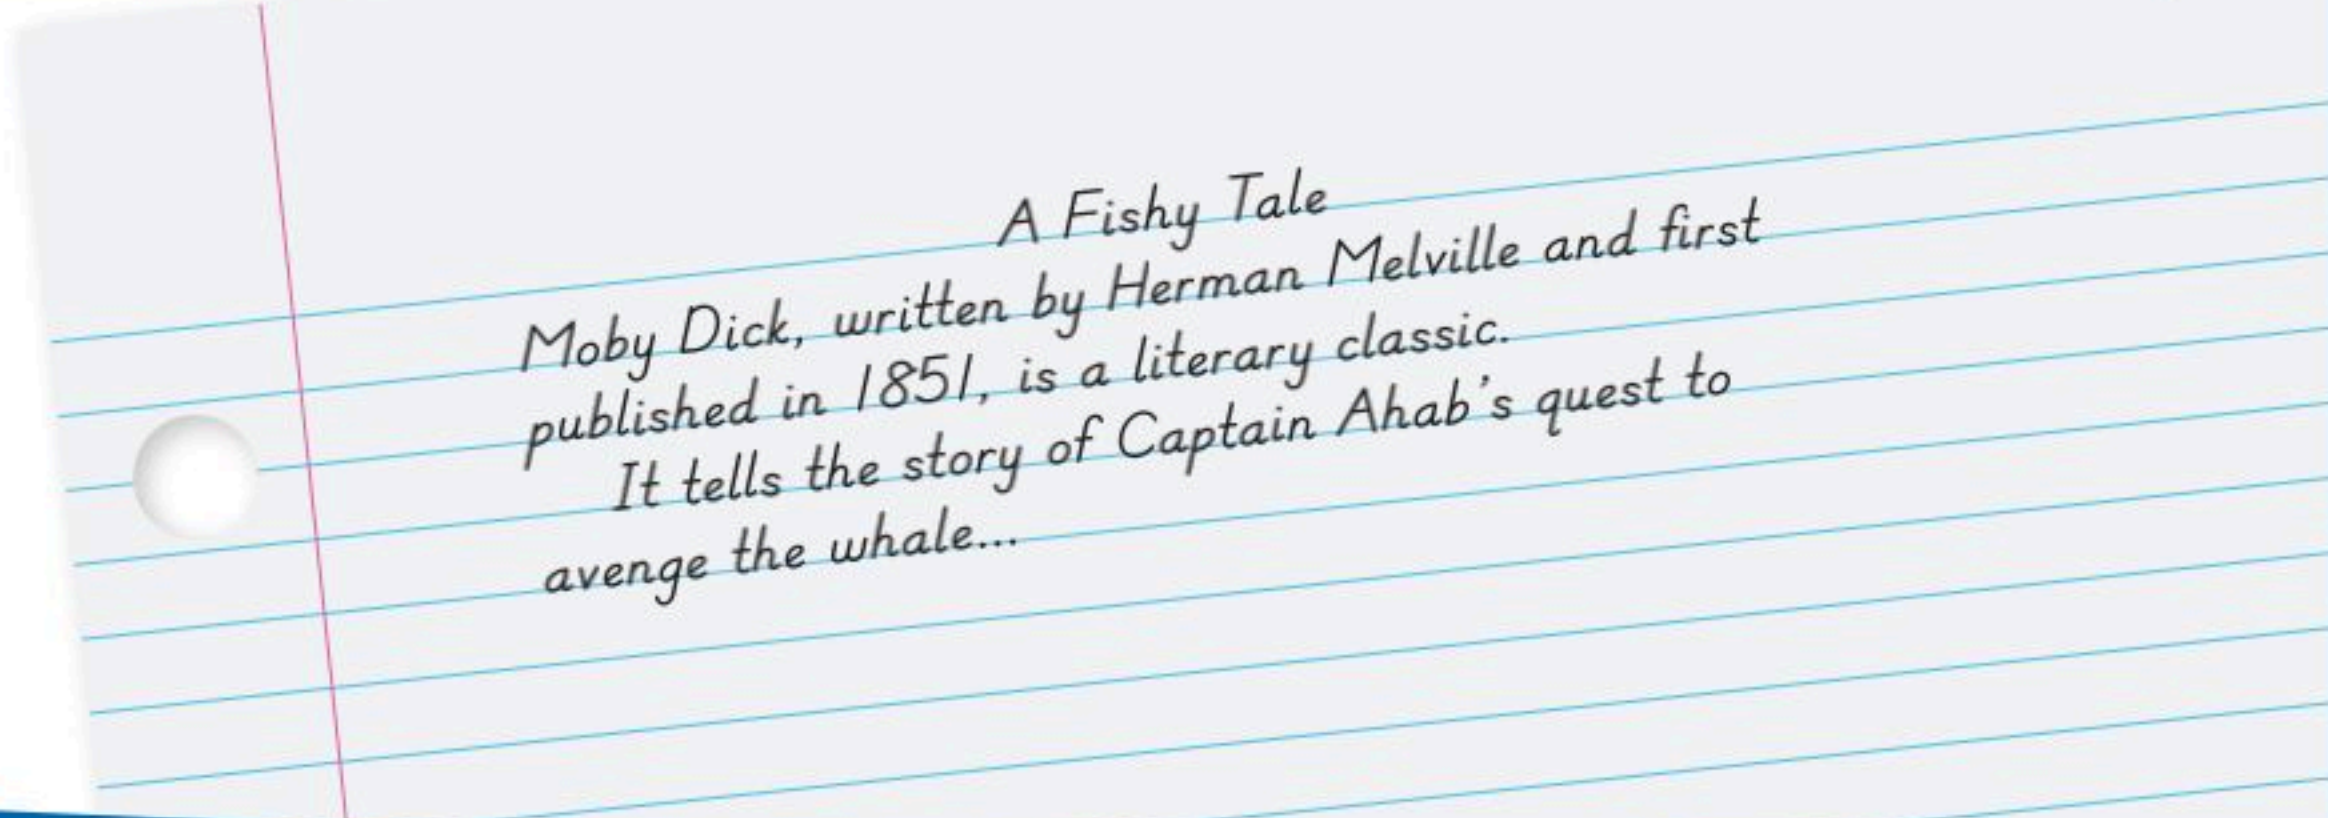 A Fishy Tale
Moby Dick, written by Herman Melville and first
published in 1851, is a literary classic.
It tells the story of Captain Ahab's quest to
avenge the whale...